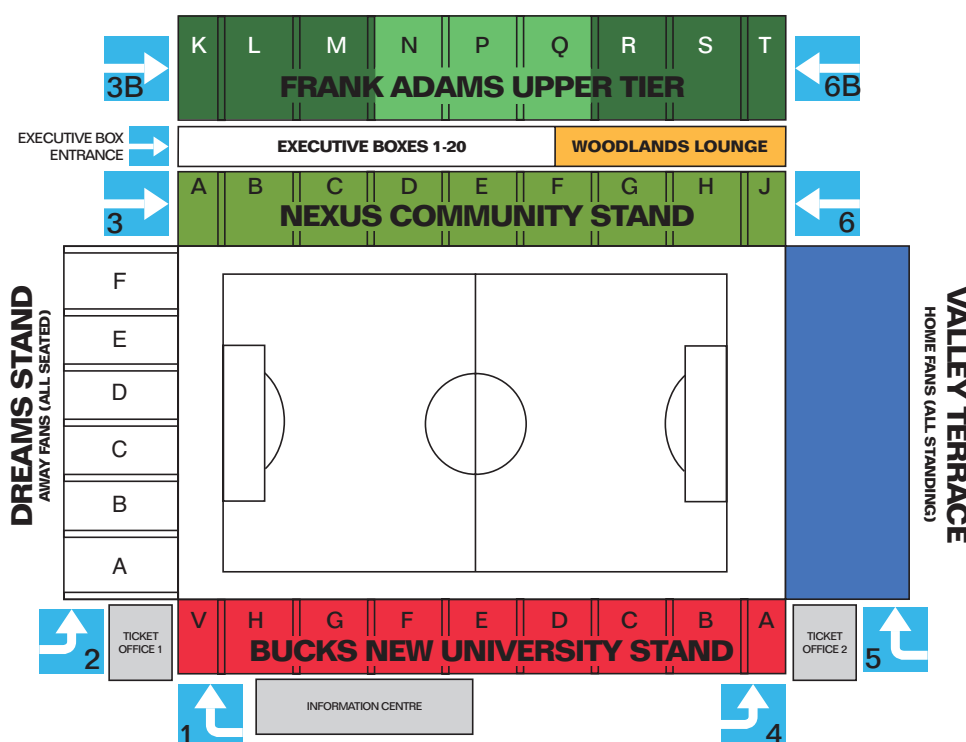 K L M N P Q R S T
FRANK ADAMS UPPER TIER
3B
6B
EXECUTIVE BOX
ENTRANCE
EXECUTIVE BOXES 1-20
WOODLANDS LOUNGE
A B C D E F G H J
NEXUS COMMUNITY STAND
3
6
DREAMS STAND
AWAY FANS (ALL SEATED)
F
E
D
C
B
A
VALLEY TERRACE
HOME FANS (ALL STANDING)
V H G F E D C B A
BUCKS NEW UNIVERSITY STAND
2
TICKET
OFFICE 1
TICKET
OFFICE 2
5
1
INFORMATION CENTRE
4